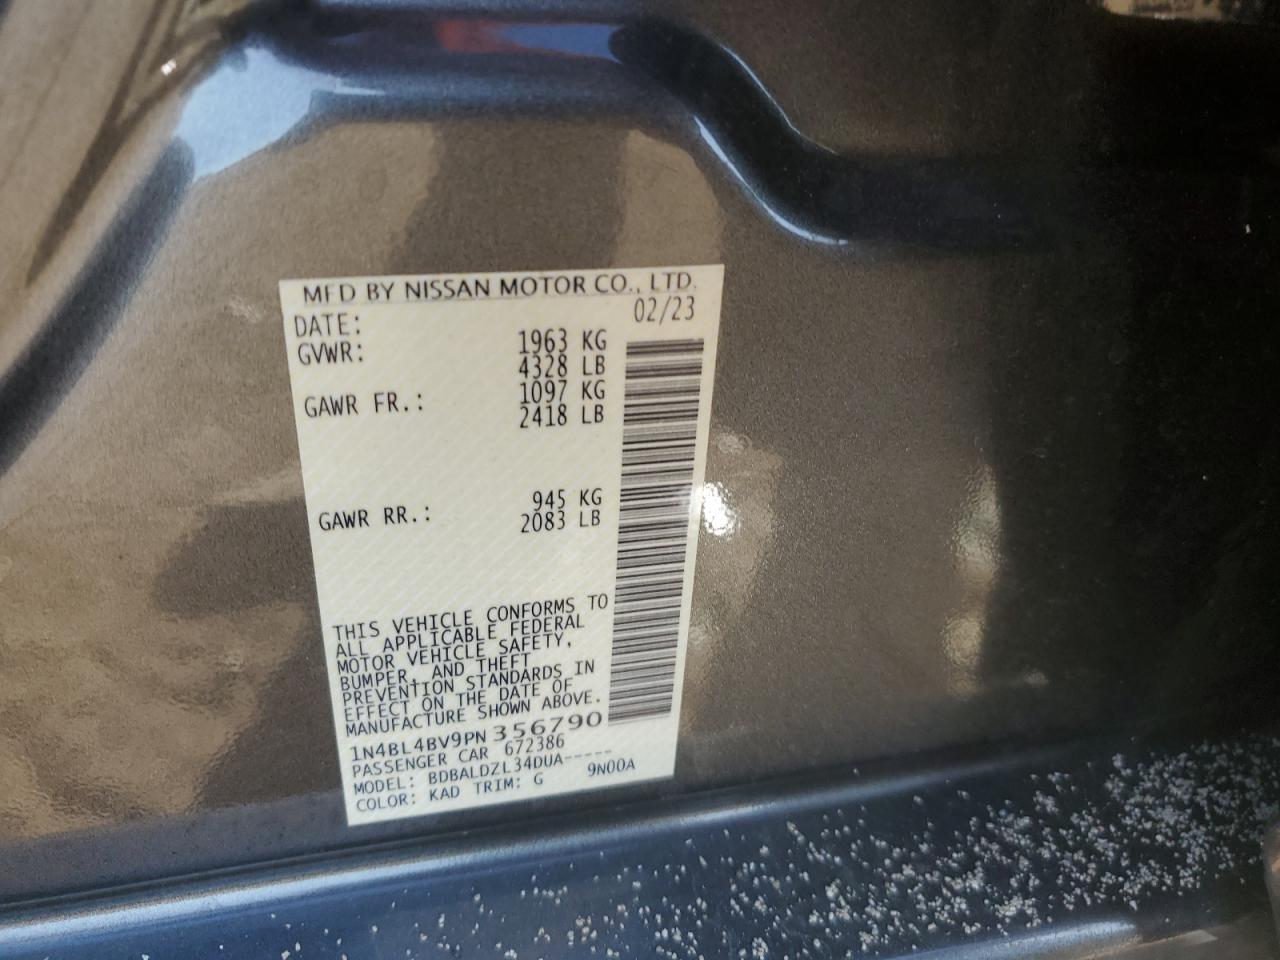 MFD BY NISSAN MOTOR CO., LTD.
DATE: 02/23
GVWR: 1963 KG
4328 LB
GAWR FR.: 1097 KG
2418 LB
GAWR RR.: 945 KG
2083 LB
THIS VEHICLE CONFORMS TO
ALL APPLICABLE FEDERAL
MOTOR VEHICLE SAFETY,
BUMPER, AND THEFT
PREVENTION STANDARDS IN
EFFECT ON THE DATE OF
MANUFACTURE SHOWN ABOVE.
1N4BL4BV9PN356790
PASSENGER CAR 672386
MODEL: BDBALDZL34DUA-----
COLOR: KAD TRIM: G 9N00A